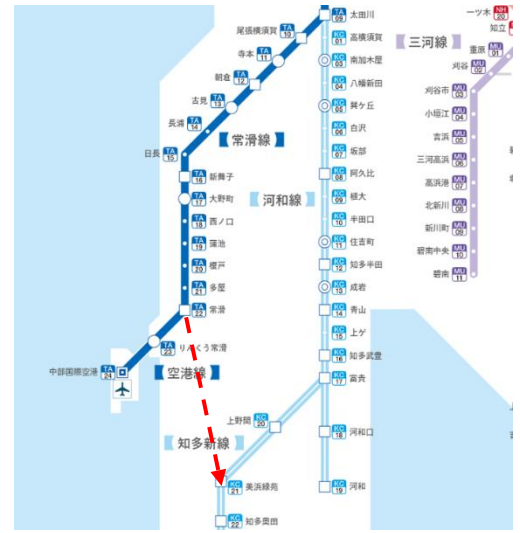 TA 09 太田川
尾張横須賀 TA 10
寺本 TA 11
朝倉 TA 12
古見 TA 13
長浦 TA 14
日長 TA 15
TA 16 新舞子
TA 17 大野町
TA 18 西ノ口
TA 19 蒲池
TA 20 榎戸
TA 21 多屋
TA 22 常滑
TA 23 りんくう常滑
中部国際空港 TA 24
【常滑線】
【空港線】
KC 01 高横須賀
KC 03 南加木屋
KC 04 八幡新田
KC 05 巽ケ丘
KC 06 白沢
KC 07 坂部
KC 08 阿久比
KC 09 植大
KC 10 半田口
KC 11 住吉町
KC 12 知多半田
KC 13 成岩
KC 14 青山
KC 15 上ゲ
KC 16 知多武豊
KC 17 富貴
KC 18 河和口
KC 19 河和
【河和線】
上野間 KC 20
KC 21 美浜緑苑
KC 22 知多奥田
【知多新線】
【三河線】
一ツ木 NH 20
知立
重原 MU 01
刈谷 MU 02
刈谷市 MU 03
小垣江 MU 04
吉浜 MU 05
三河高浜 MU 06
高浜港 MU 07
北新川 MU 08
新川町 MU 09
碧南中央 MU 10
碧南 MU 11